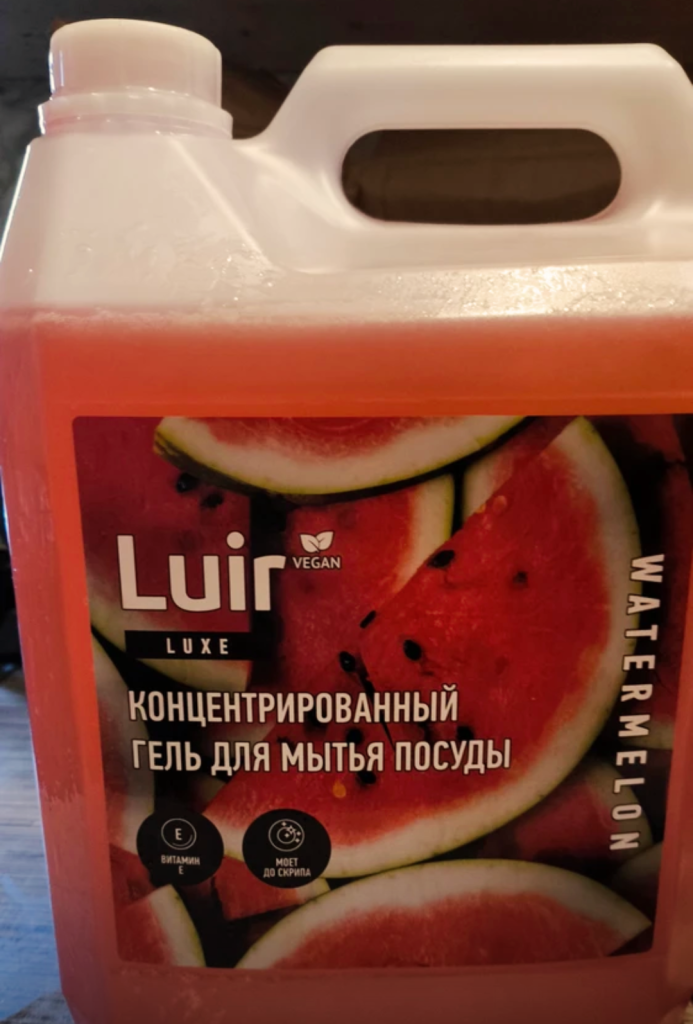 Luir
VEGAN
LUXE
WATERMELON
КОНЦЕНТРИРОВАННЫЙ
ГЕЛЬ ДЛЯ МЫТЬЯ ПОСУДЫ
E
ВИТАМИН
Е
МОЕТ
ДО СКРИПА